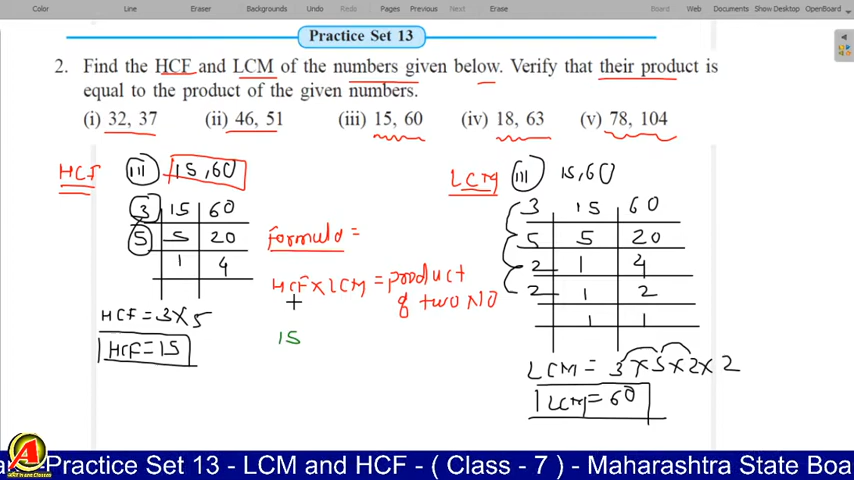 Color Line Eraser Backgrounds Undo Redo Pages Previous Next Erase Board Web Documents Show Desktop OpenBoard
Practice Set 13
2. Find the HCF and LCM of the numbers given below. Verify that their product is
equal to the product of the given numbers.
(i) 32, 37 (ii) 46, 51 (iii) 15, 60 (iv) 18, 63 (v) 78, 104
HCF III 15,60
3 15 60
5 5 20
1 4
HCF = 3×5
HCF = 15
Formula =
HCF×LCM = product
of two NO
15
LCM III 15,60
3 15 60
5 5 20
2 1 4
2 1 2
1 1
LCM = 3×5×2×2
LCM = 60
A
Practice Set 13 - LCM and HCF - ( Class - 7 ) - Maharashtra State Boa